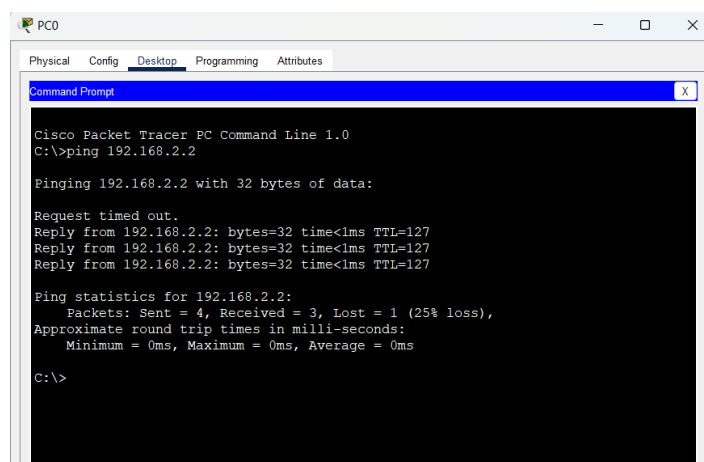 PC0
Physical Config Desktop Programming Attributes
Command Prompt
X
Cisco Packet Tracer PC Command Line 1.0
C:\>ping 192.168.2.2
Pinging 192.168.2.2 with 32 bytes of data:
Request timed out.
Reply from 192.168.2.2: bytes=32 time<1ms TTL=127
Reply from 192.168.2.2: bytes=32 time<1ms TTL=127
Reply from 192.168.2.2: bytes=32 time<1ms TTL=127
Ping statistics for 192.168.2.2:
Packets: Sent = 4, Received = 3, Lost = 1 (25% loss),
Approximate round trip times in milli-seconds:
Minimum = 0ms, Maximum = 0ms, Average = 0ms
C:\>